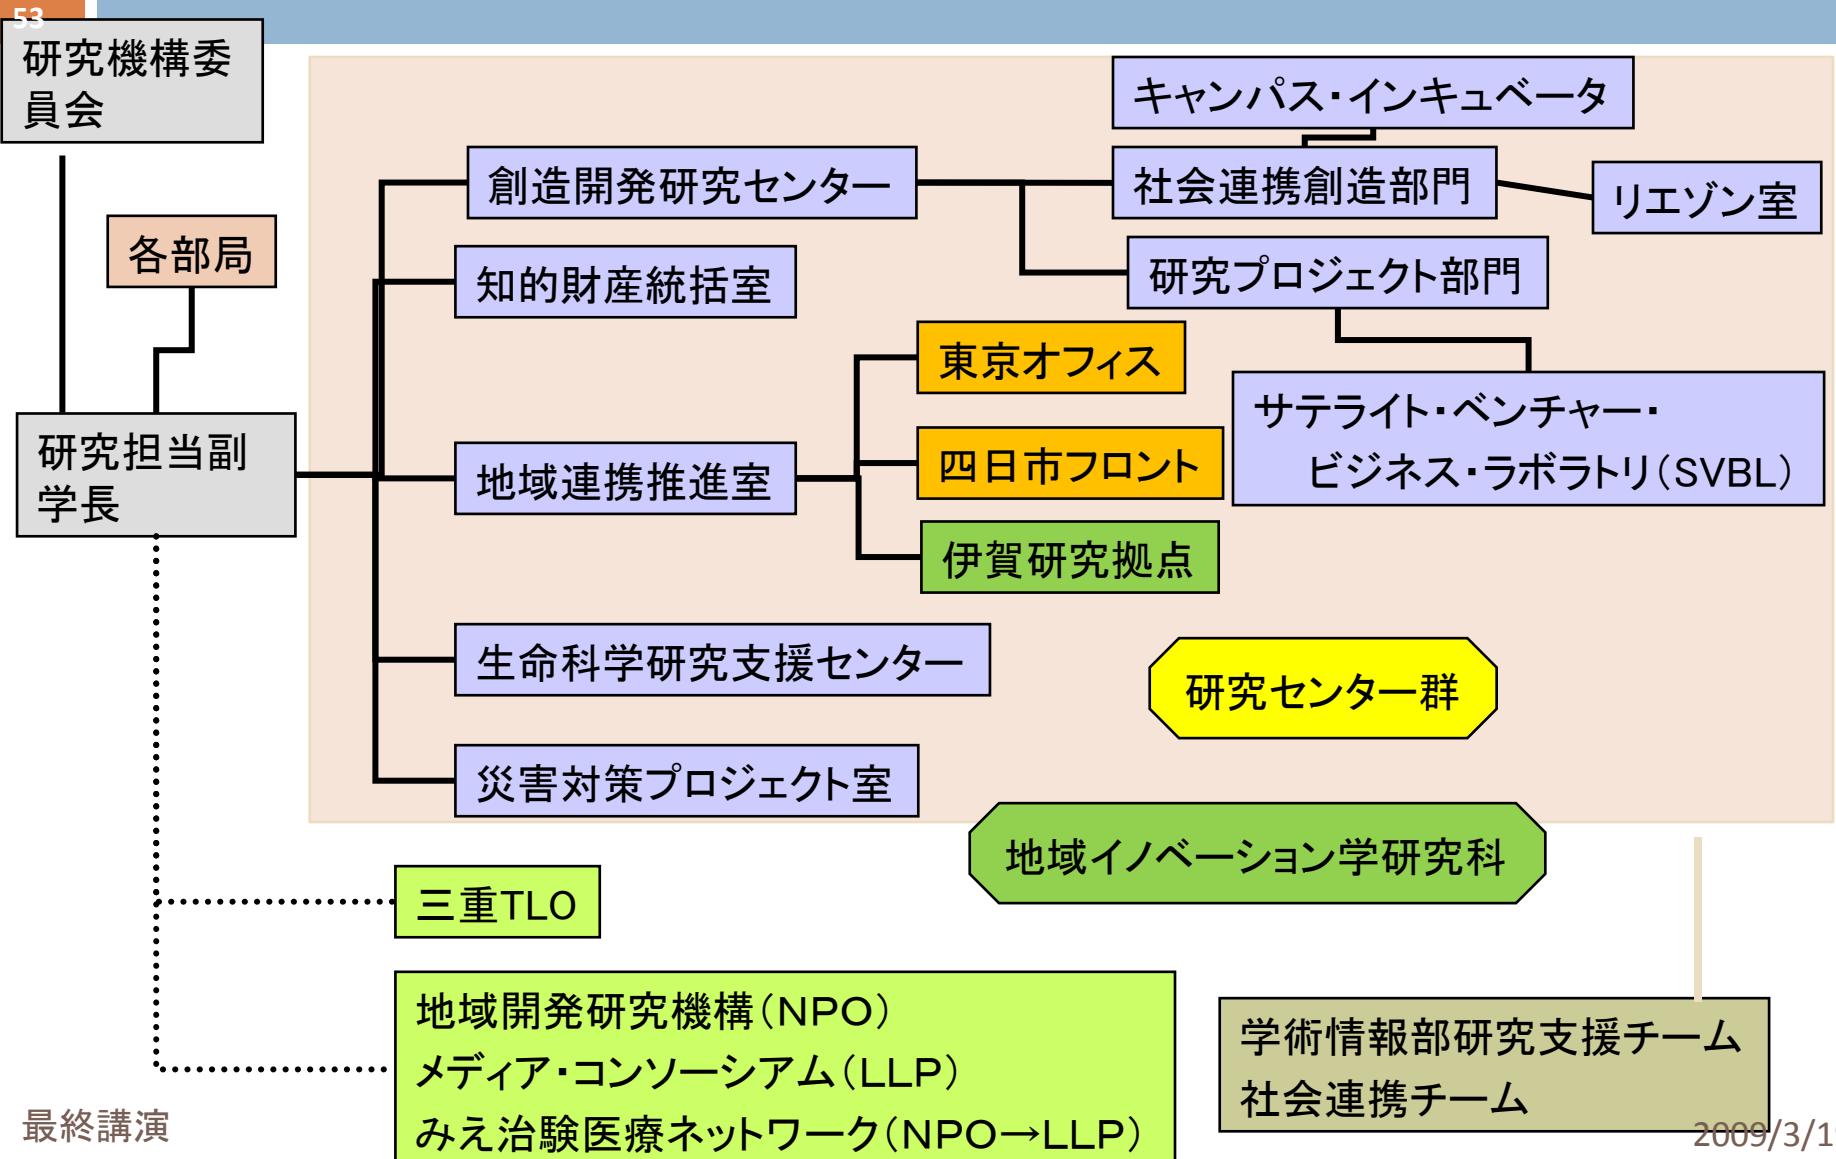 53
研究機構委
員会
キャンパス・インキュベータ
創造開発研究センター
社会連携創造部門
リエゾン室
各部局
知的財産統括室
研究プロジェクト部門
東京オフィス
サテライト・ベンチャー・
ビジネス・ラボラトリ（SVBL）
研究担当副
学長
地域連携推進室
四日市フロント
伊賀研究拠点
生命科学研究支援センター
研究センター群
災害対策プロジェクト室
地域イノベーション学研究科
三重TLO
地域開発研究機構（NPO）
メディア・コンソーシアム（LLP）
みえ治験医療ネットワーク（NPO→LLP）
学術情報部研究支援チーム
社会連携チーム
最終講演
2009/3/1